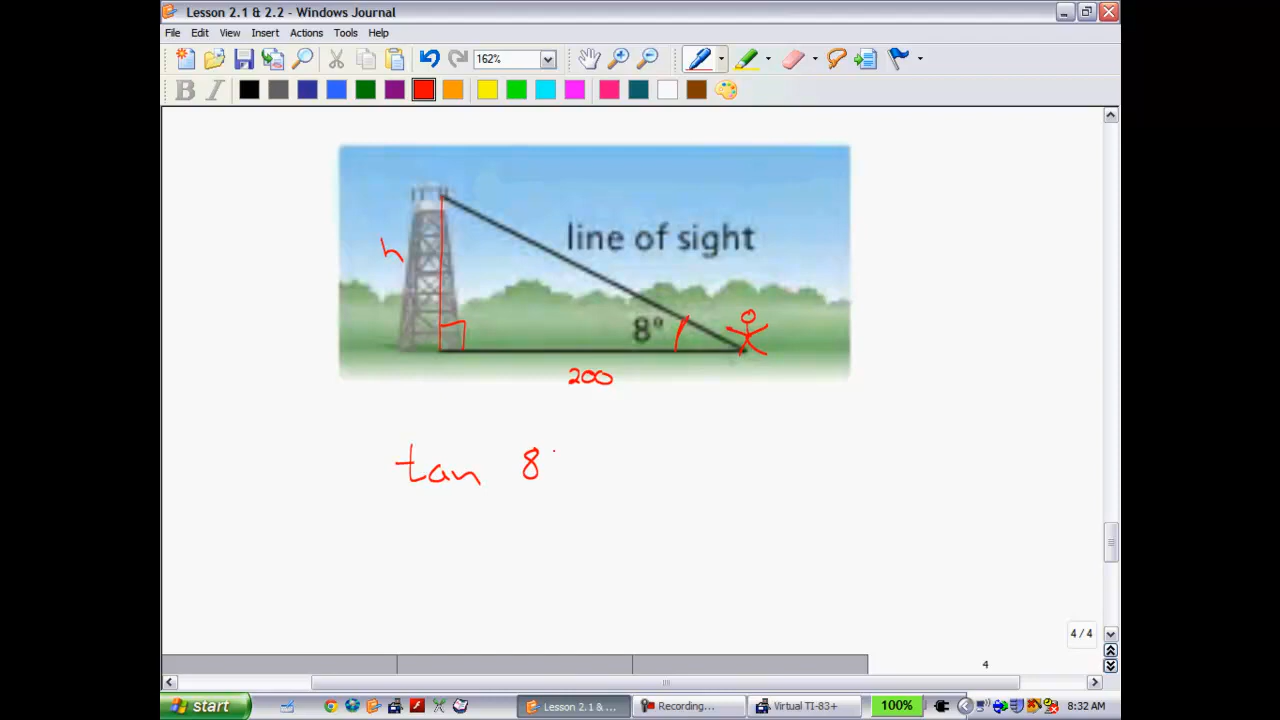 Lesson 2.1 & 2.2 - Windows Journal
File Edit View Insert Actions Tools Help
162%
B I
line of sight
h
8°
200
tan 8
4 / 4
4
start
Lesson 2.1 & ...
Recording...
Virtual TI-83+
100%
8:32 AM